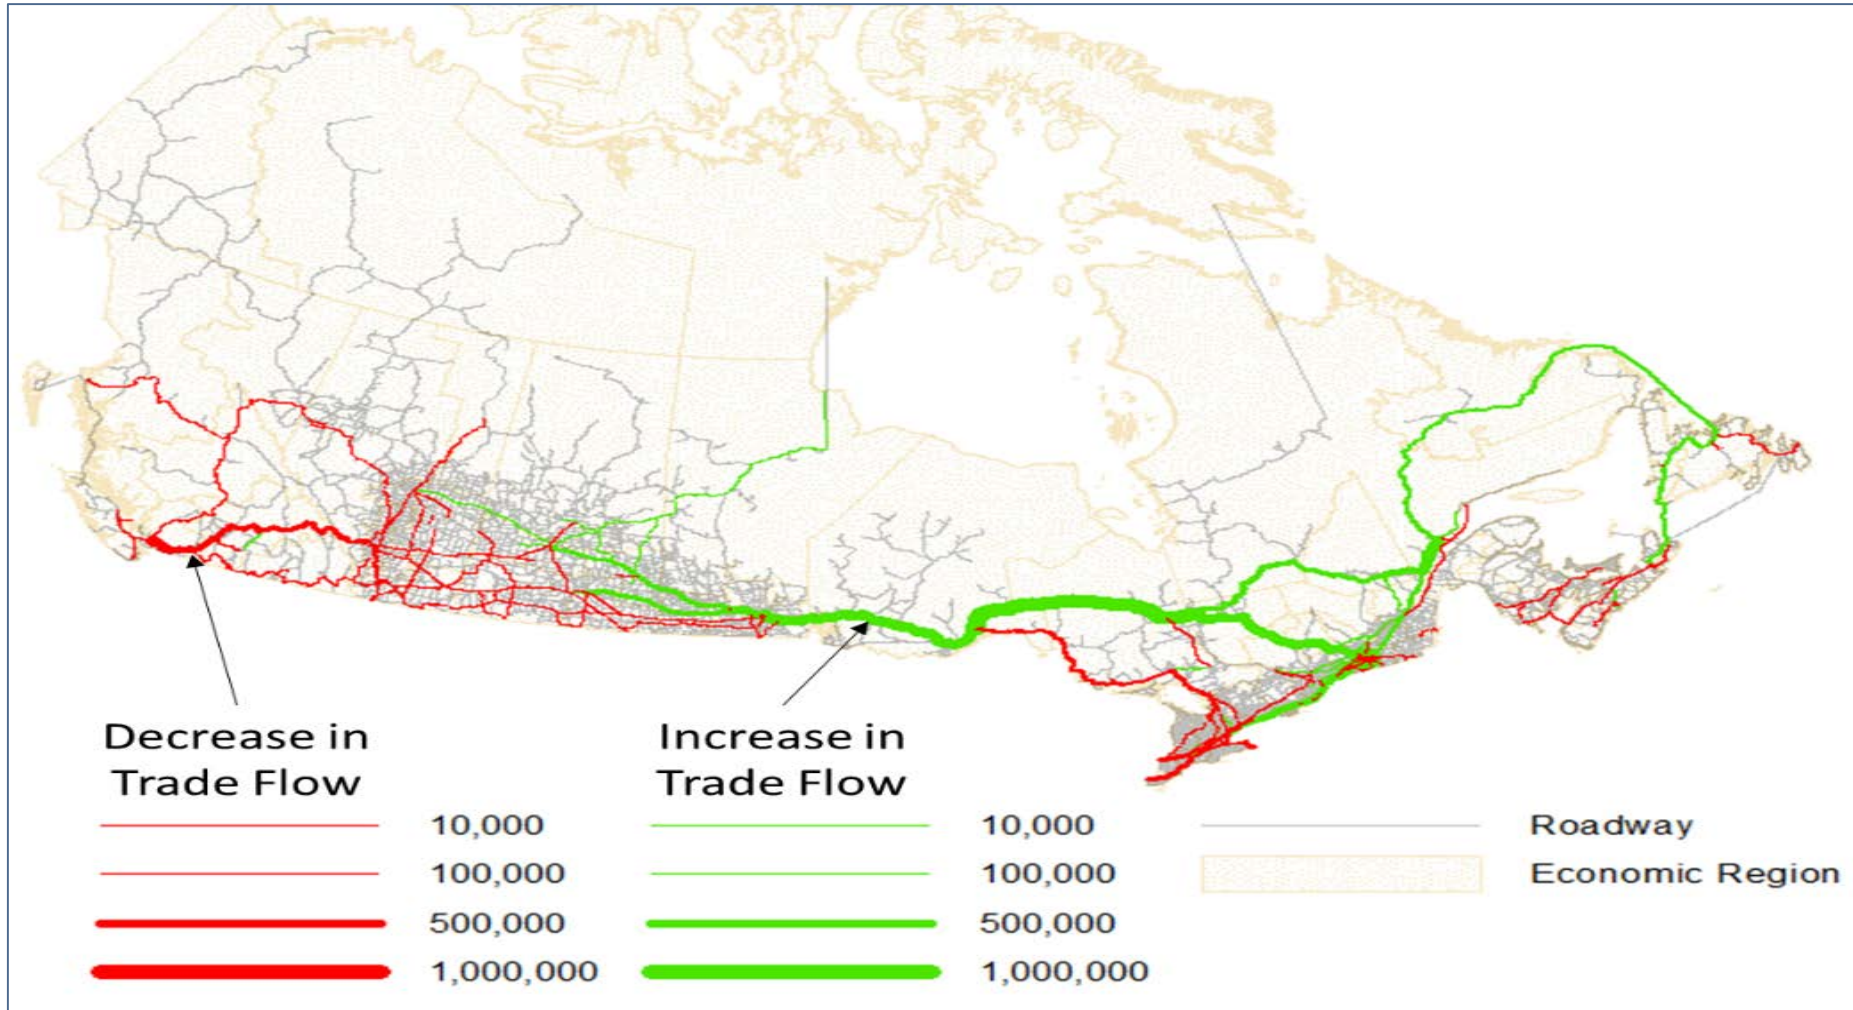 Decrease in
Trade Flow
10,000
100,000
500,000
1,000,000
Increase in
Trade Flow
10,000
100,000
500,000
1,000,000
Roadway
Economic Region